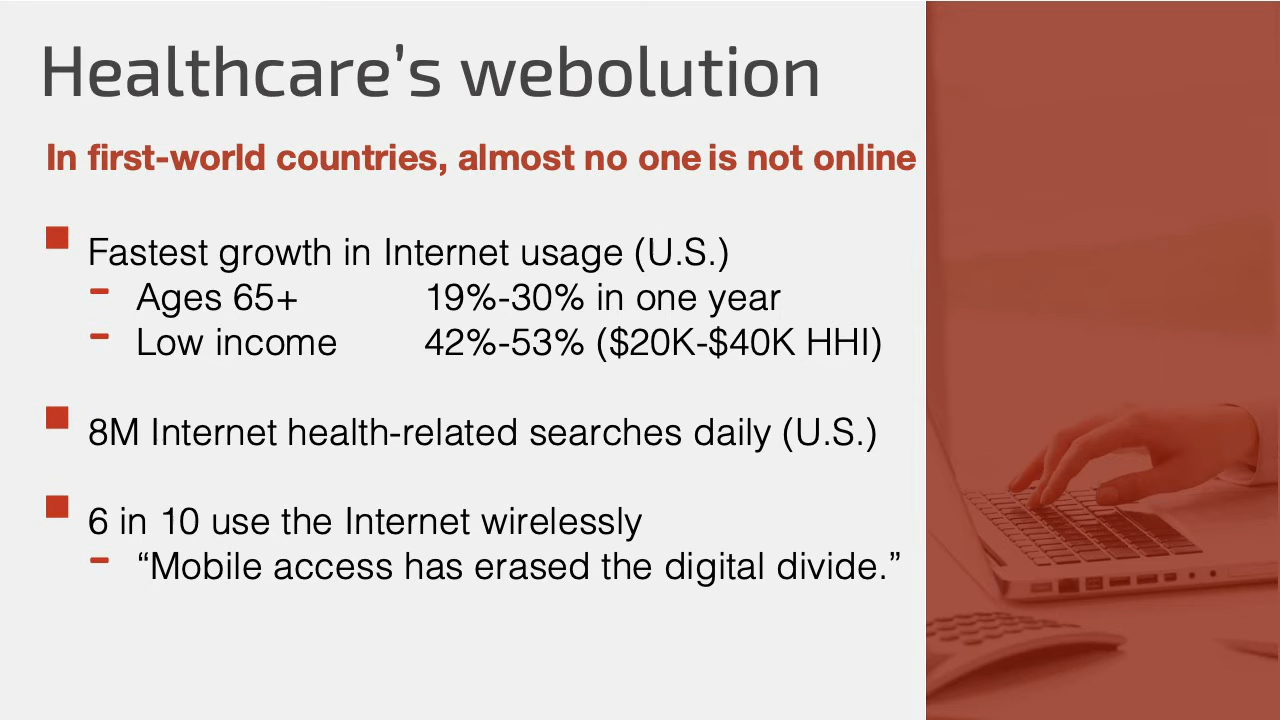 Healthcare’s webolution
In first-world countries, almost no one is not online
Fastest growth in Internet usage (U.S.)
- Ages 65+ 19%-30% in one year
- Low income 42%-53% ($20K-$40K HHI)
8M Internet health-related searches daily (U.S.)
6 in 10 use the Internet wirelessly
- “Mobile access has erased the digital divide.”